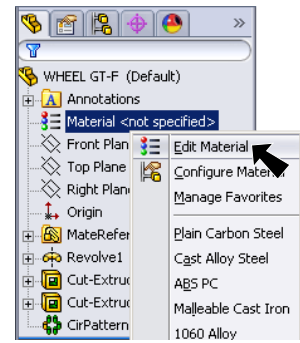 »
WHEEL GT-F (Default)
Annotations
Material <not specified>
Front Plan
Edit Material
Top Plane
Configure Mater
Right Plan
Manage Favorites
Origin
MateRefer
Plain Carbon Steel
Revolve1
Cast Alloy Steel
Cut-Extru
ABS PC
Cut-Extru
Malleable Cast Iron
CirPattern
1060 Alloy